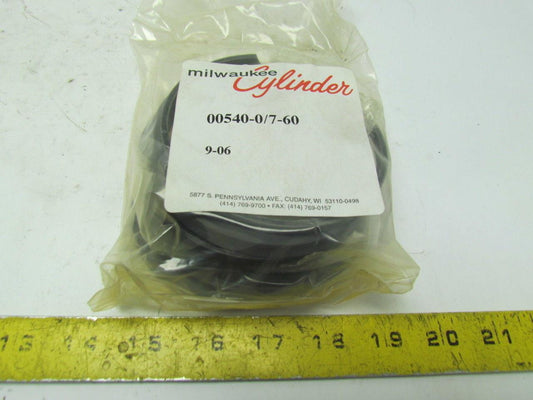 milwaukee
Cylinder
00540-0/7-60
9-06
5877 S. PENNSYLVANIA AVE., CUDAHY, WI 53110-0498
(414) 769-9700 • FAX (414) 769-0157
13 14 15 16 17 18 19 20 21